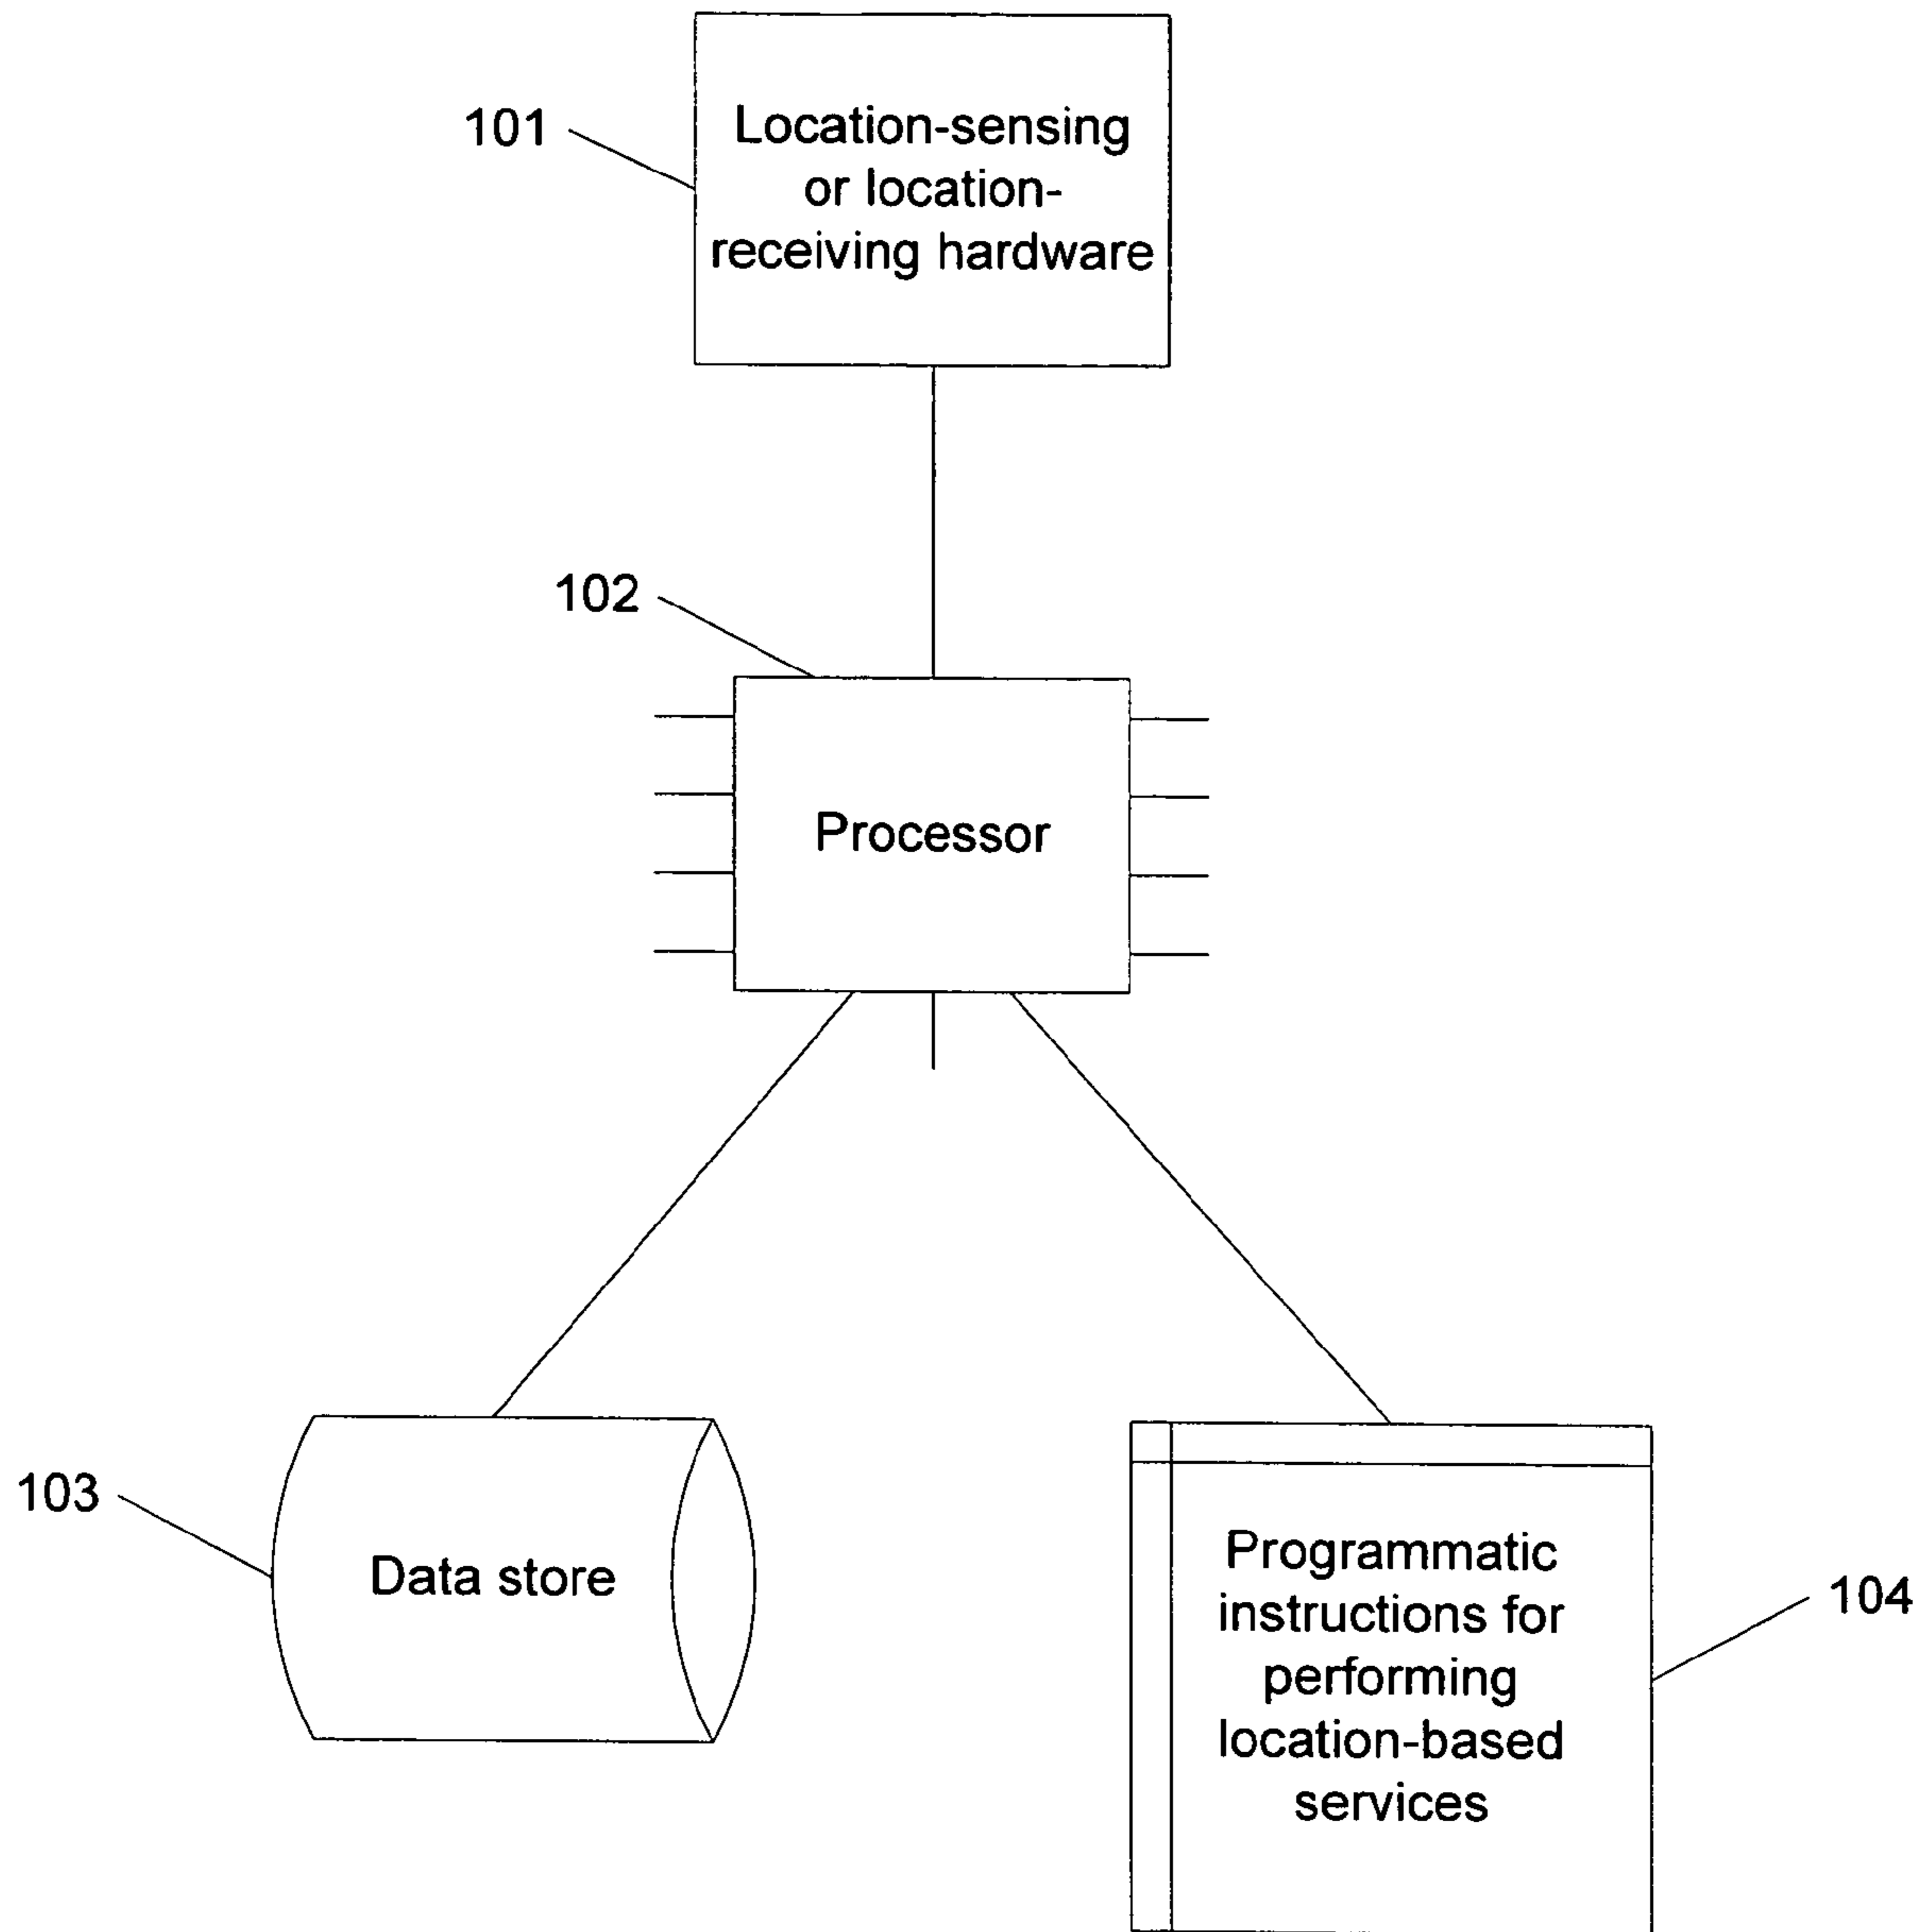 101
Location-sensing
or location-
receiving hardware
102
Processor
103
Data store
Programmatic
instructions for
performing
location-based
services
104